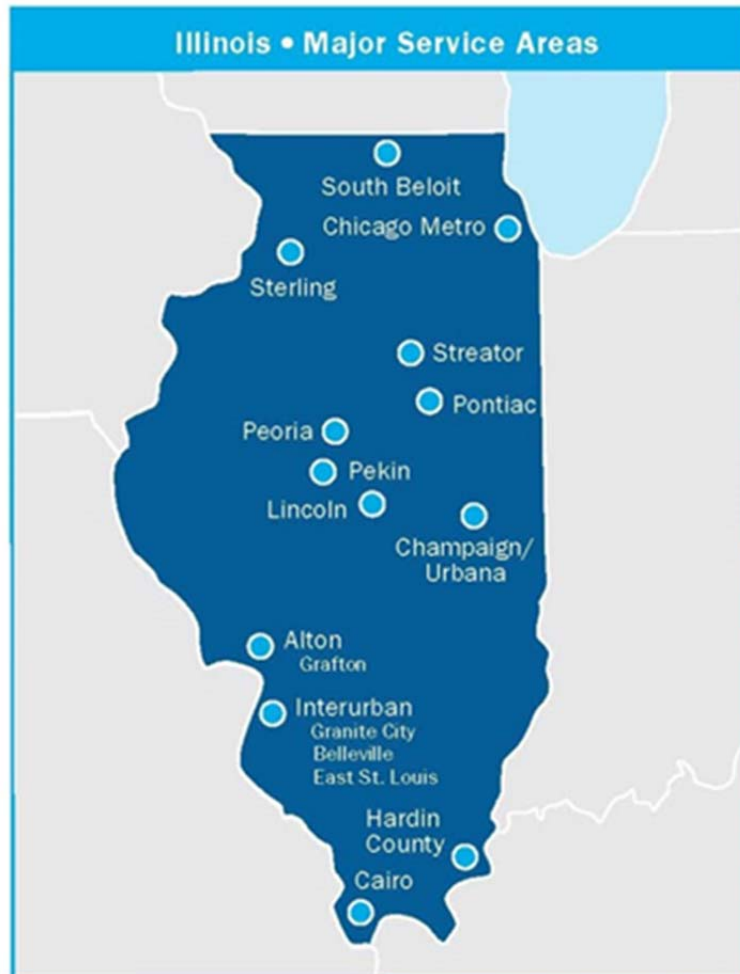 Illinois • Major Service Areas
South Beloit
Chicago Metro
Sterling
Streator
Pontiac
Peoria
Pekin
Lincoln
Champaign/
Urbana
Alton
Grafton
Interurban
Granite City
Belleville
East St. Louis
Hardin
County
Cairo